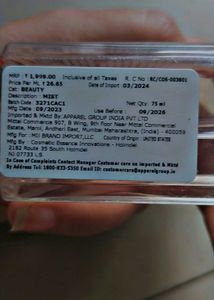 MRP : ₹ 1,999.00 Inclusive of all Taxes R. C No : RC/COS-003801
Price Per ML : ₹ 26.65 Date of Import : 03/2024
Cat: BEAUTY
Design : MIST Net Qty : 75 ml
Batch Code : 3271CAC1
Mfg on : 09/2023 Use Before : 09/2026
Imported & Mktd By: APPAREL GROUP INDIA PVT LTD
Mittal Commerce 907, B Wing, 9th Floor Near Mittal Commercial
Estate, Marol, Andheri East, Mumbai Maharashtra, (India) - 400059
Mfg for : MII BRAND IMPORT,LLC Country of Origin: UNITED STATES
Mfg By : Cosmetic Essence Innovations - Holmdel
2182 Route 35 South Holmdel
NJ 07733 U.S
In Case of Complaints Contact Manager Customer care on Imported & Mktd
By Address Tel: 1800-833-5350 Email ID: customercare@apparelgroup.in